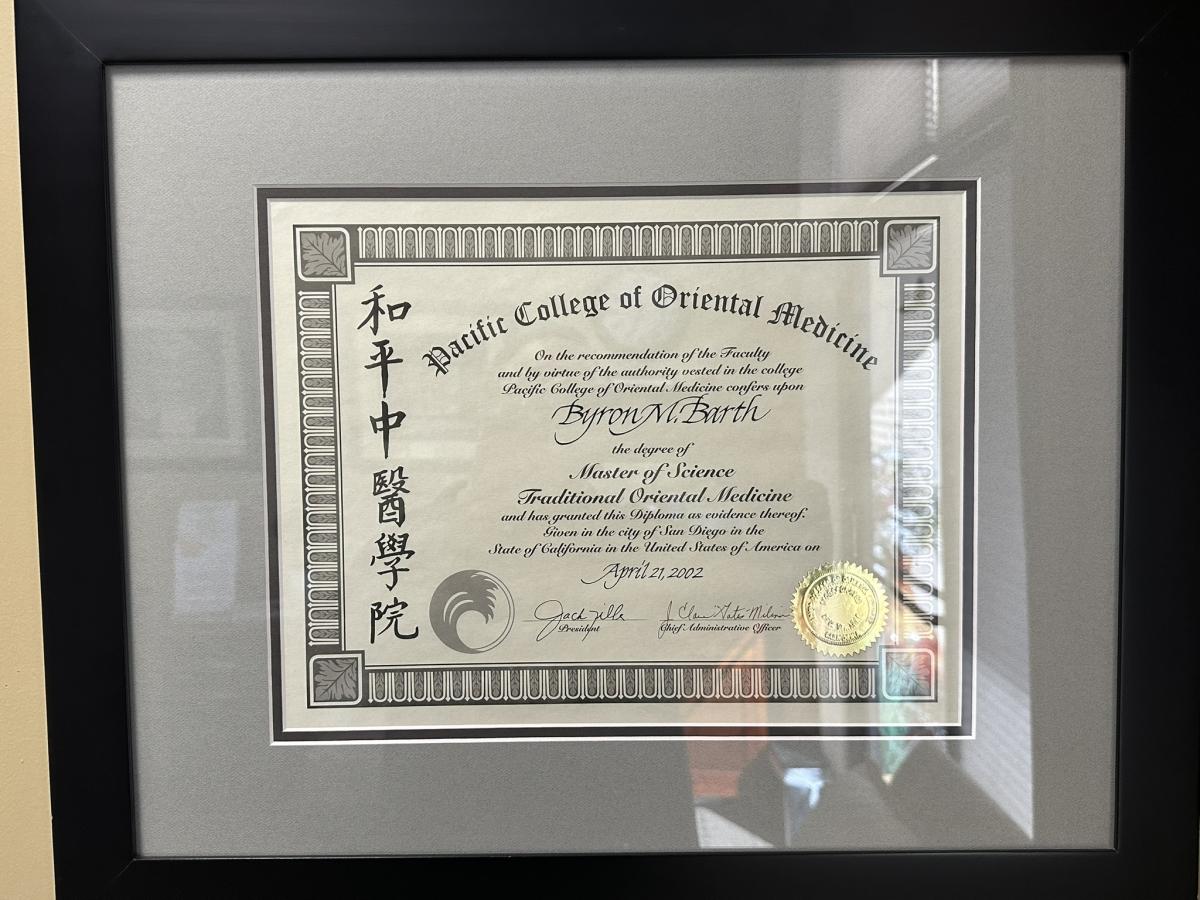 和平中醫學院
Pacific College of Oriental Medicine
On the recommendation of the Faculty
and by virtue of the authority vested in the college
Pacific College of Oriental Medicine confers upon
Byron M. Barth
the degree of
Master of Science
Traditional Oriental Medicine
and has granted this Diploma as evidence thereof.
Given in the city of San Diego in the
State of California in the United States of America on
April 21, 2002
President
Chief Administrative Officer